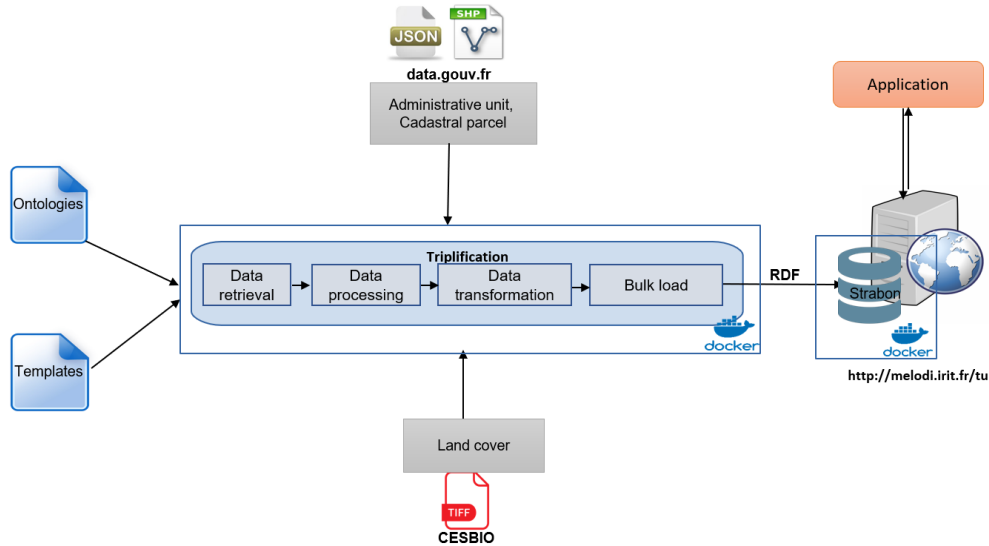 JSON
SHP
data.gouv.fr
Administrative unit,
Cadastral parcel
Application
Ontologies
Triplification
Data
retrieval
Data
processing
Data
transformation
Bulk load
RDF
Strabon
docker
docker
Templates
http://melodi.irit.fr/tu
Land cover
TIFF
CESBIO